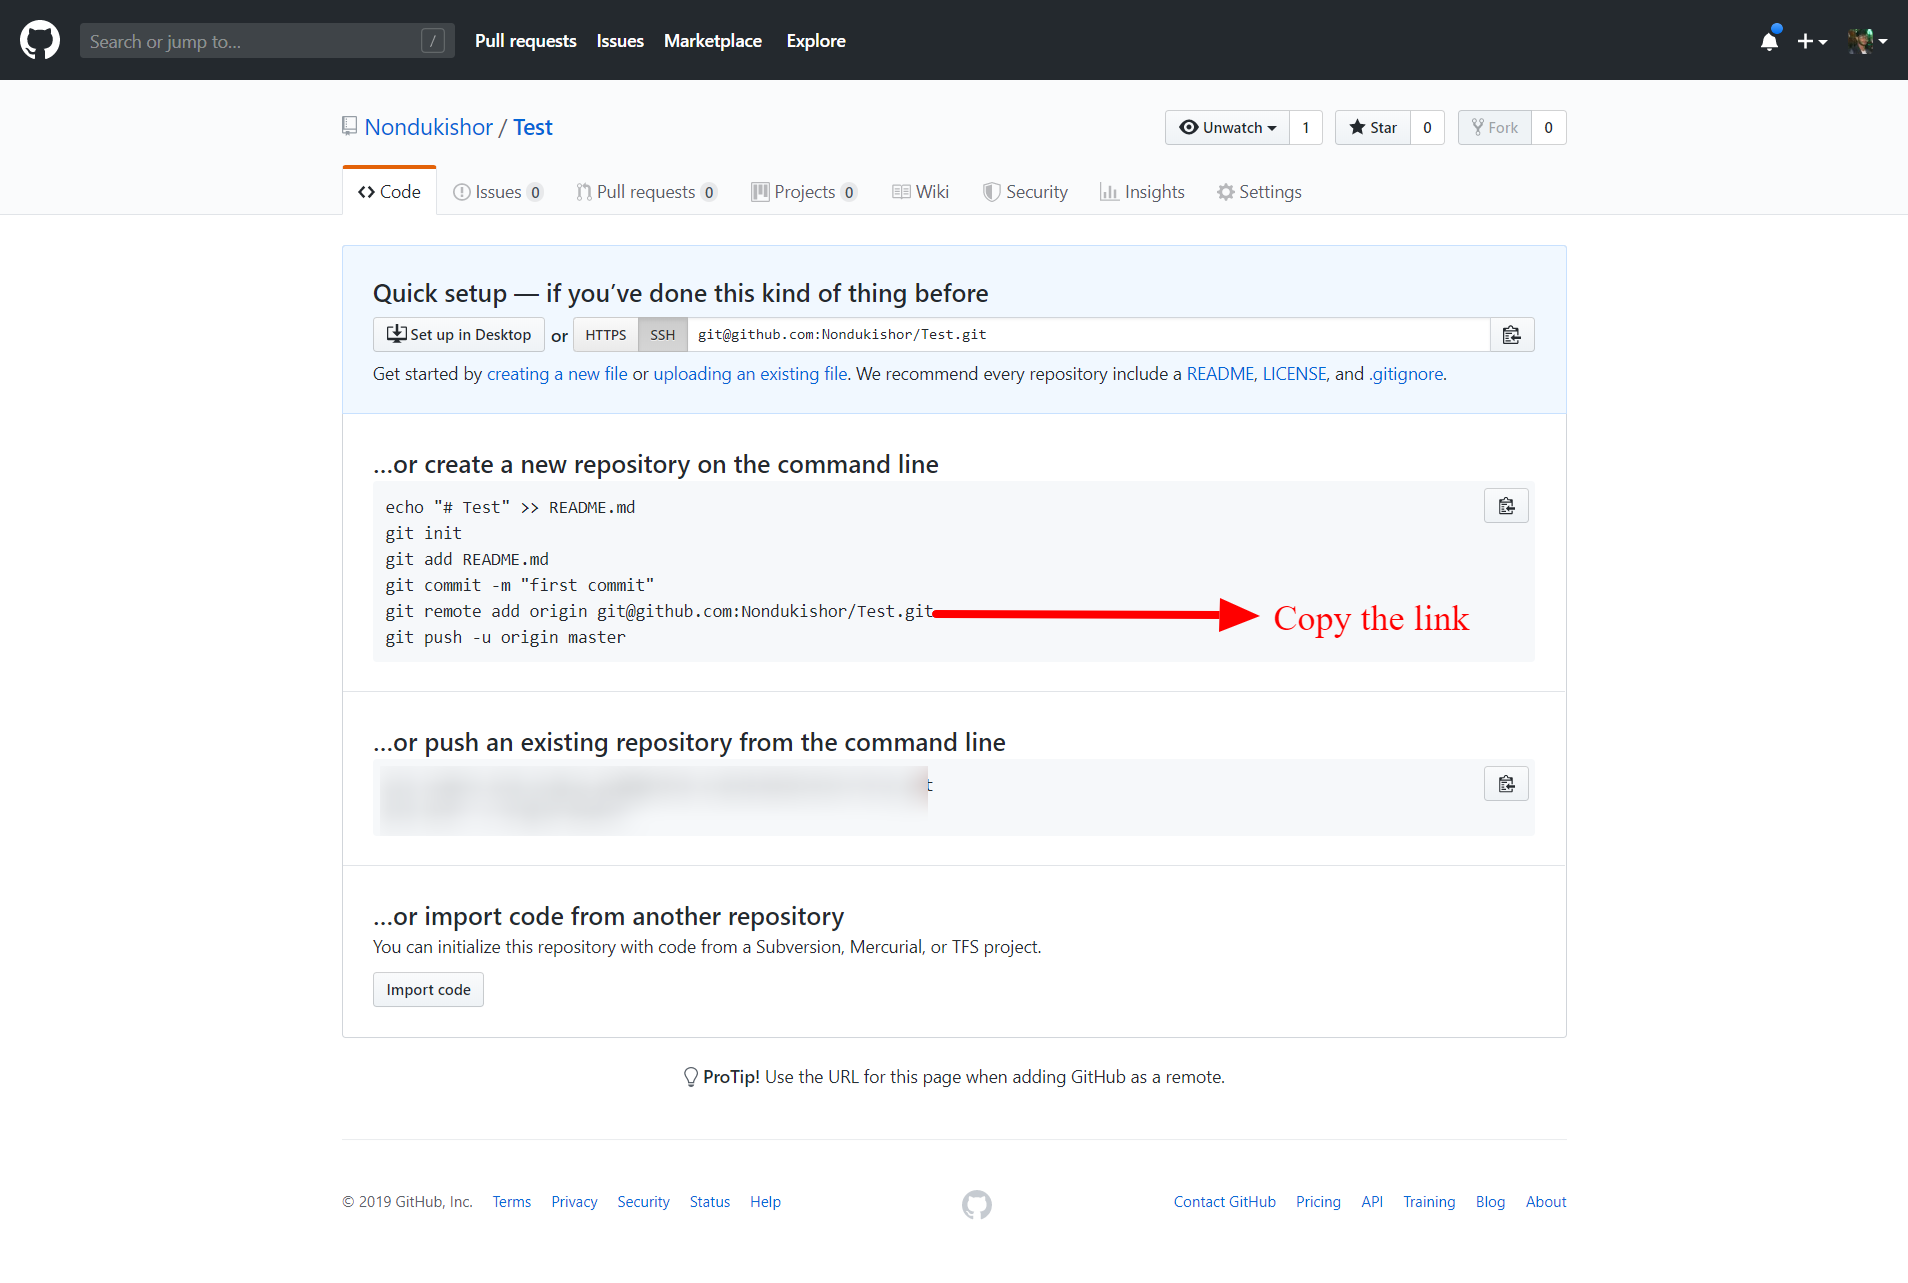 Search or jump to... /
Pull requests Issues Marketplace Explore
Nondukishor / Test
Unwatch 1 Star 0 Fork 0
Code Issues 0 Pull requests 0 Projects 0 Wiki Security Insights Settings
Quick setup — if you’ve done this kind of thing before
Set up in Desktop or HTTPS SSH git@github.com:Nondukishor/Test.git
Get started by creating a new file or uploading an existing file. We recommend every repository include a README, LICENSE, and .gitignore.
…or create a new repository on the command line
echo "# Test" >> README.md
git init
git add README.md
git commit -m "first commit"
git remote add origin git@github.com:Nondukishor/Test.git
Copy the link
git push -u origin master
…or push an existing repository from the command line
t
…or import code from another repository
You can initialize this repository with code from a Subversion, Mercurial, or TFS project.
Import code
ProTip! Use the URL for this page when adding GitHub as a remote.
© 2019 GitHub, Inc. Terms Privacy Security Status Help
Contact GitHub Pricing API Training Blog About